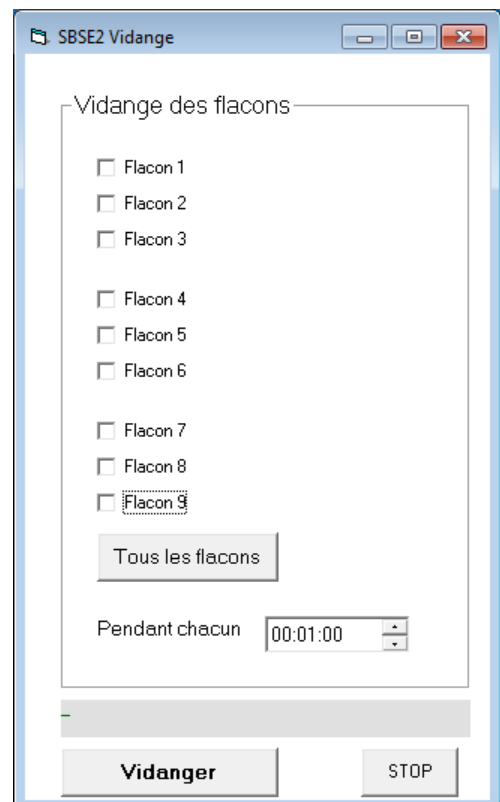 SBSE2 Vidange
Vidange des flacons
Flacon 1
Flacon 2
Flacon 3
Flacon 4
Flacon 5
Flacon 6
Flacon 7
Flacon 8
Flacon 9
Tous les flacons
Pendant chacun 00:01:00
–
Vidanger STOP